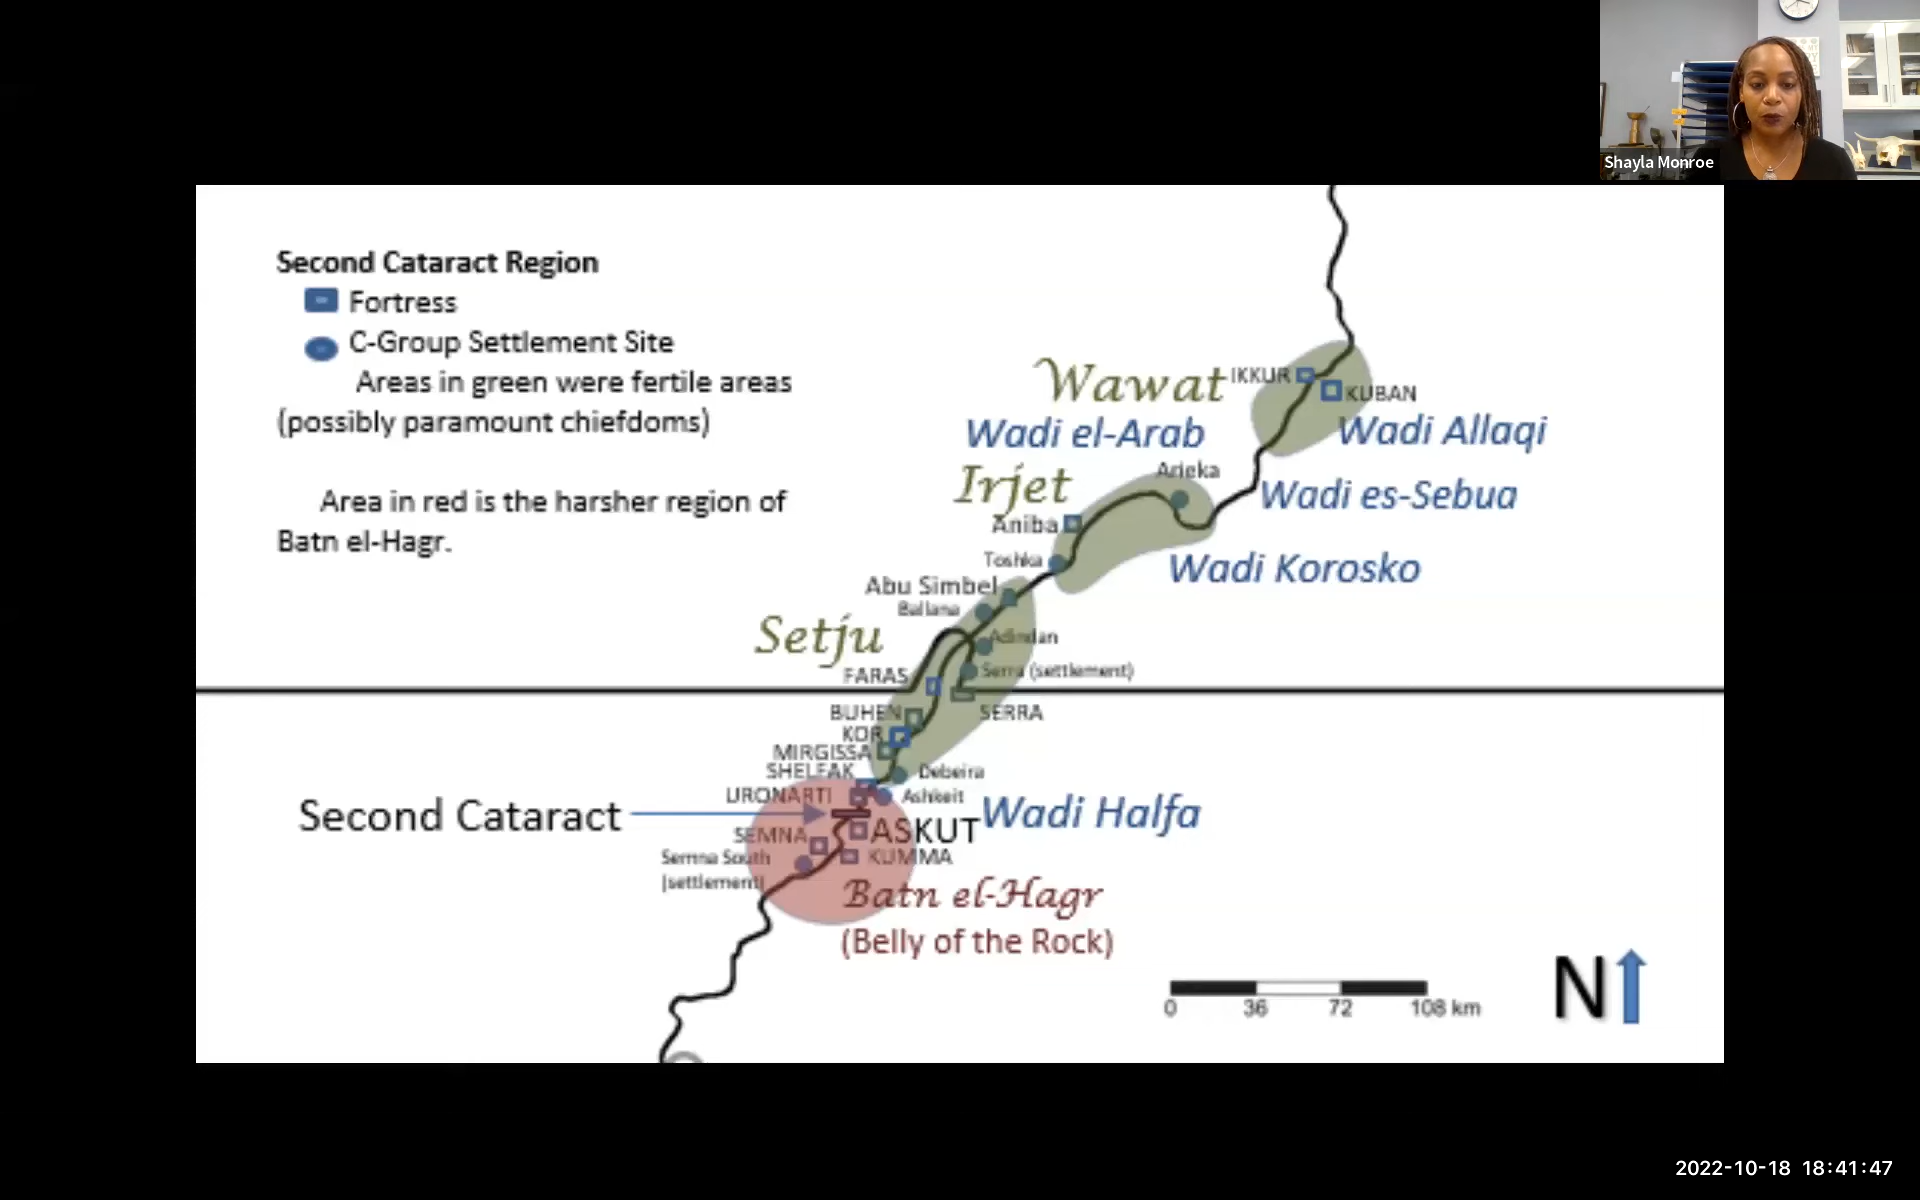 Shayla Monroe
Second Cataract Region
Fortress
C-Group Settlement Site
Areas in green were fertile areas
(possibly paramount chiefdoms)
Area in red is the harsher region of
Batn el-Hagr.
Wawat
IKKUR
KUBAN
Wadi el-Arab
Wadi Allaqi
Irjet
Arieka
Wadi es-Sebua
Aniba
Toshka
Wadi Korosko
Abu Simbel
Ballana
Setju
Adindan
FARAS
Serra (settlement)
BUHEN
SERRA
KOR
MIRGISSA
SHELFAK
Debeira
URONARTI
Ashkeit
Second Cataract
Wadi Halfa
SEMNA
ASKUT
Semna South
(settlement)
KUMMA
Batn el-Hagr
(Belly of the Rock)
0 36 72 108 km
N
2022-10-18 18:41:47